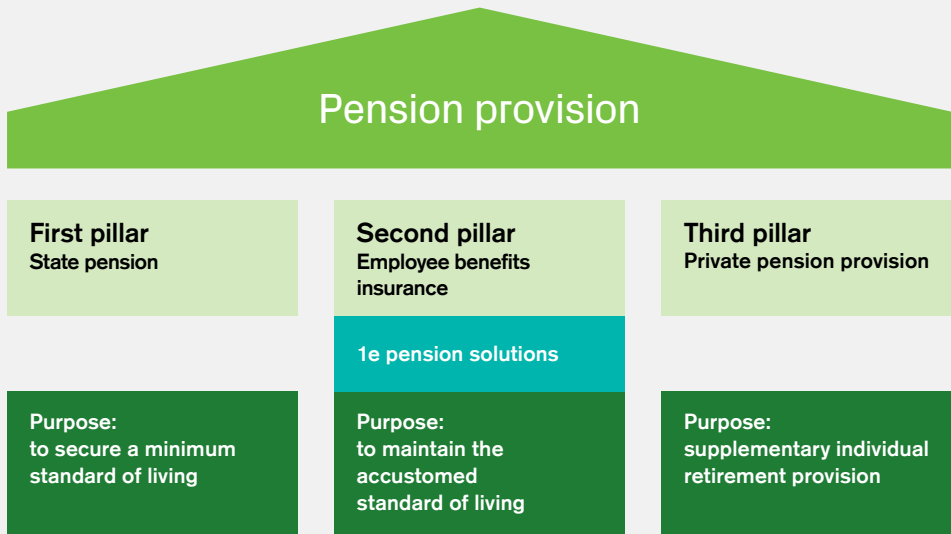 Pension provision
First pillar
State pension
Second pillar
Employee benefits
insurance
Third pillar
Private pension provision
1e pension solutions
Purpose:
to secure a minimum
standard of living
Purpose:
to maintain the
accustomed
standard of living
Purpose:
supplementary individual
retirement provision